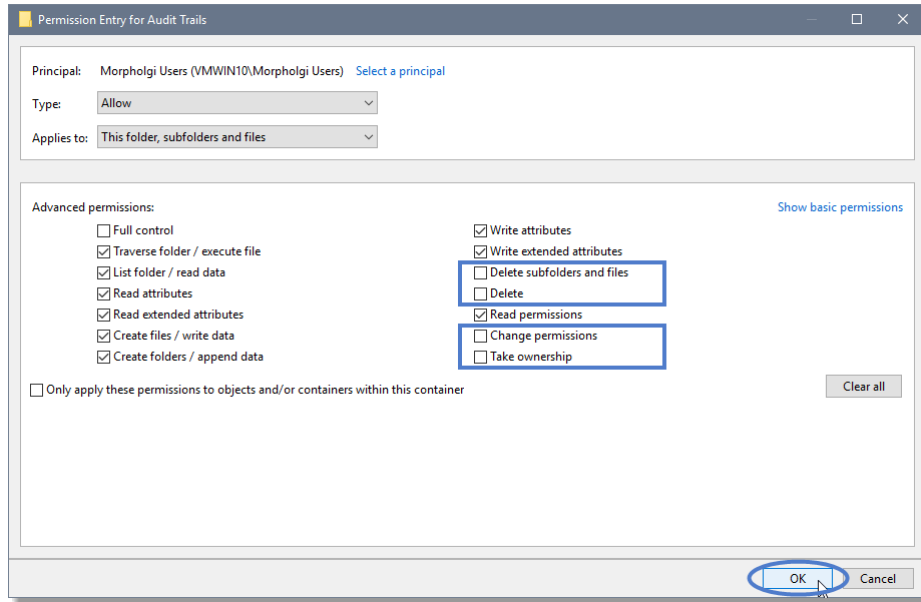 Permission Entry for Audit Trails
Principal: Morpholgi Users (VMWIN10\Morpholgi Users) Select a principal
Type: Allow
Applies to: This folder, subfolders and files
Advanced permissions: Show basic permissions
Full control
Traverse folder / execute file
List folder / read data
Read attributes
Read extended attributes
Create files / write data
Create folders / append data
Write attributes
Write extended attributes
Delete subfolders and files
Delete
Read permissions
Change permissions
Take ownership
Only apply these permissions to objects and/or containers within this container
Clear all
OK Cancel